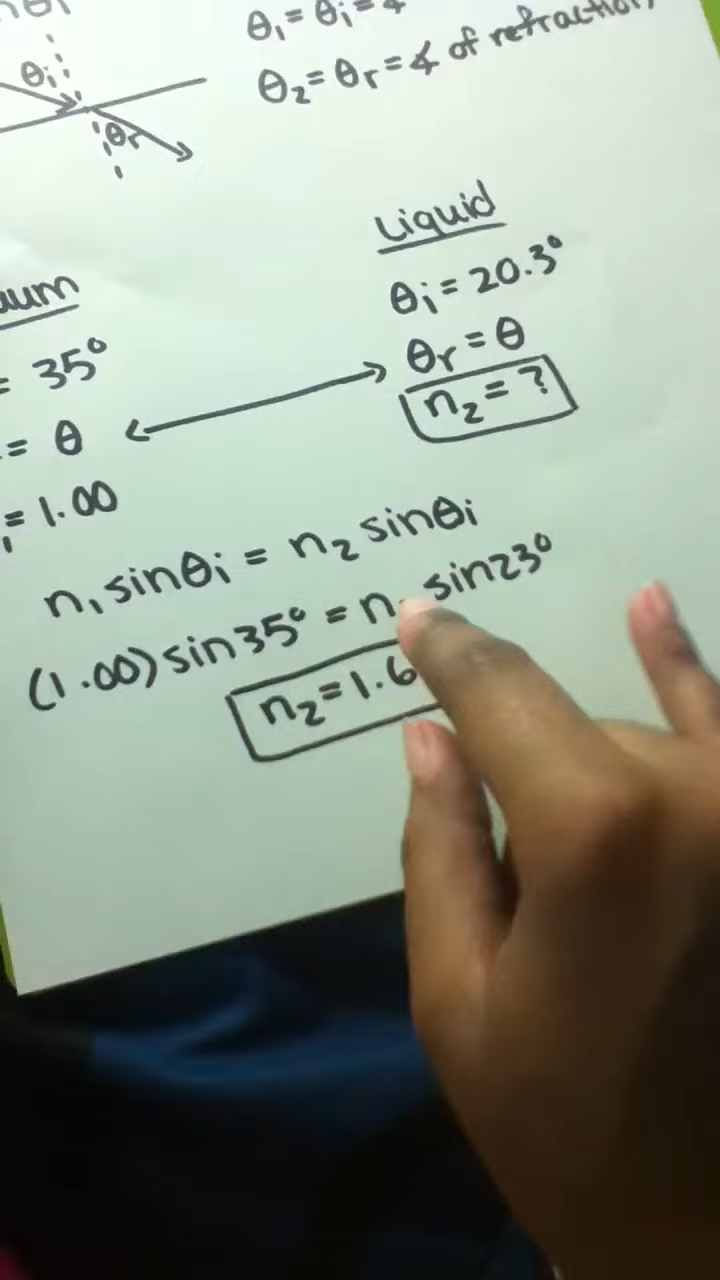 θ₁ = θi = ∡
θ₂ = θr = ∡ of refraction
θi
θr
Liquid
= 35°
θi = 20.3°
= θ
θr = θ
= 1.00
n₂ = ?
n₁ sinθi = n₂ sinθi
(1.00) sin35° = n sin23°
n₂ = 1.6